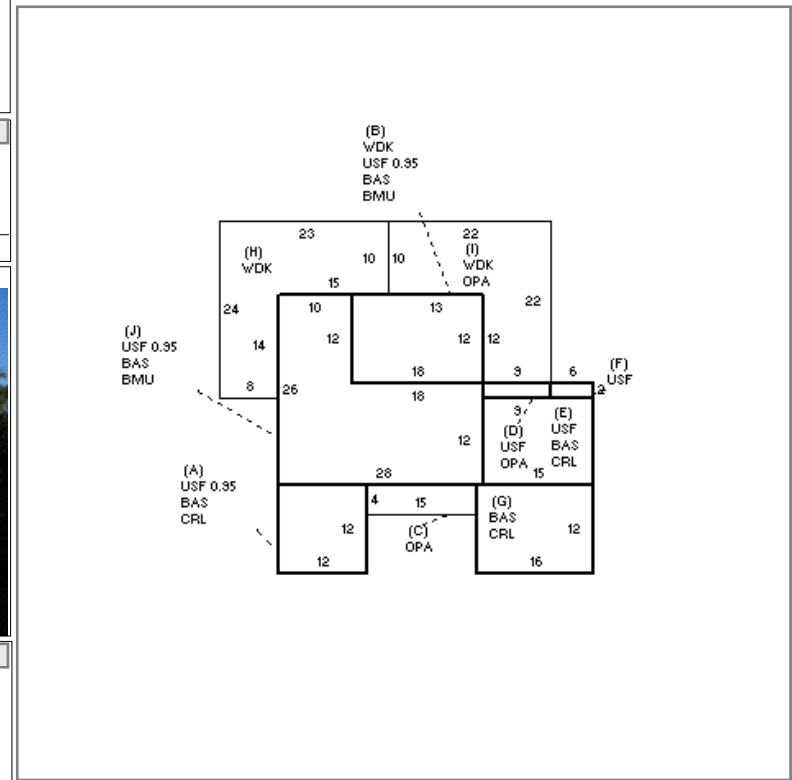 (B)
WDK
USF 0.95
BAS
BMU
23
22
(H)
WDK
10
10
(I)
WDK
OPA
15
24
10
13
22
(J)
USF 0.95
BAS
BMU
14
12
12
12
8
26
18
9
6
(F)
USF
18
2
9
(D)
USF
OPA
(E)
USF
BAS
CRL
12
28
15
(A)
USF 0.95
BAS
CRL
4
15
(G)
BAS
CRL
12
(C)
OPA
12
12
16